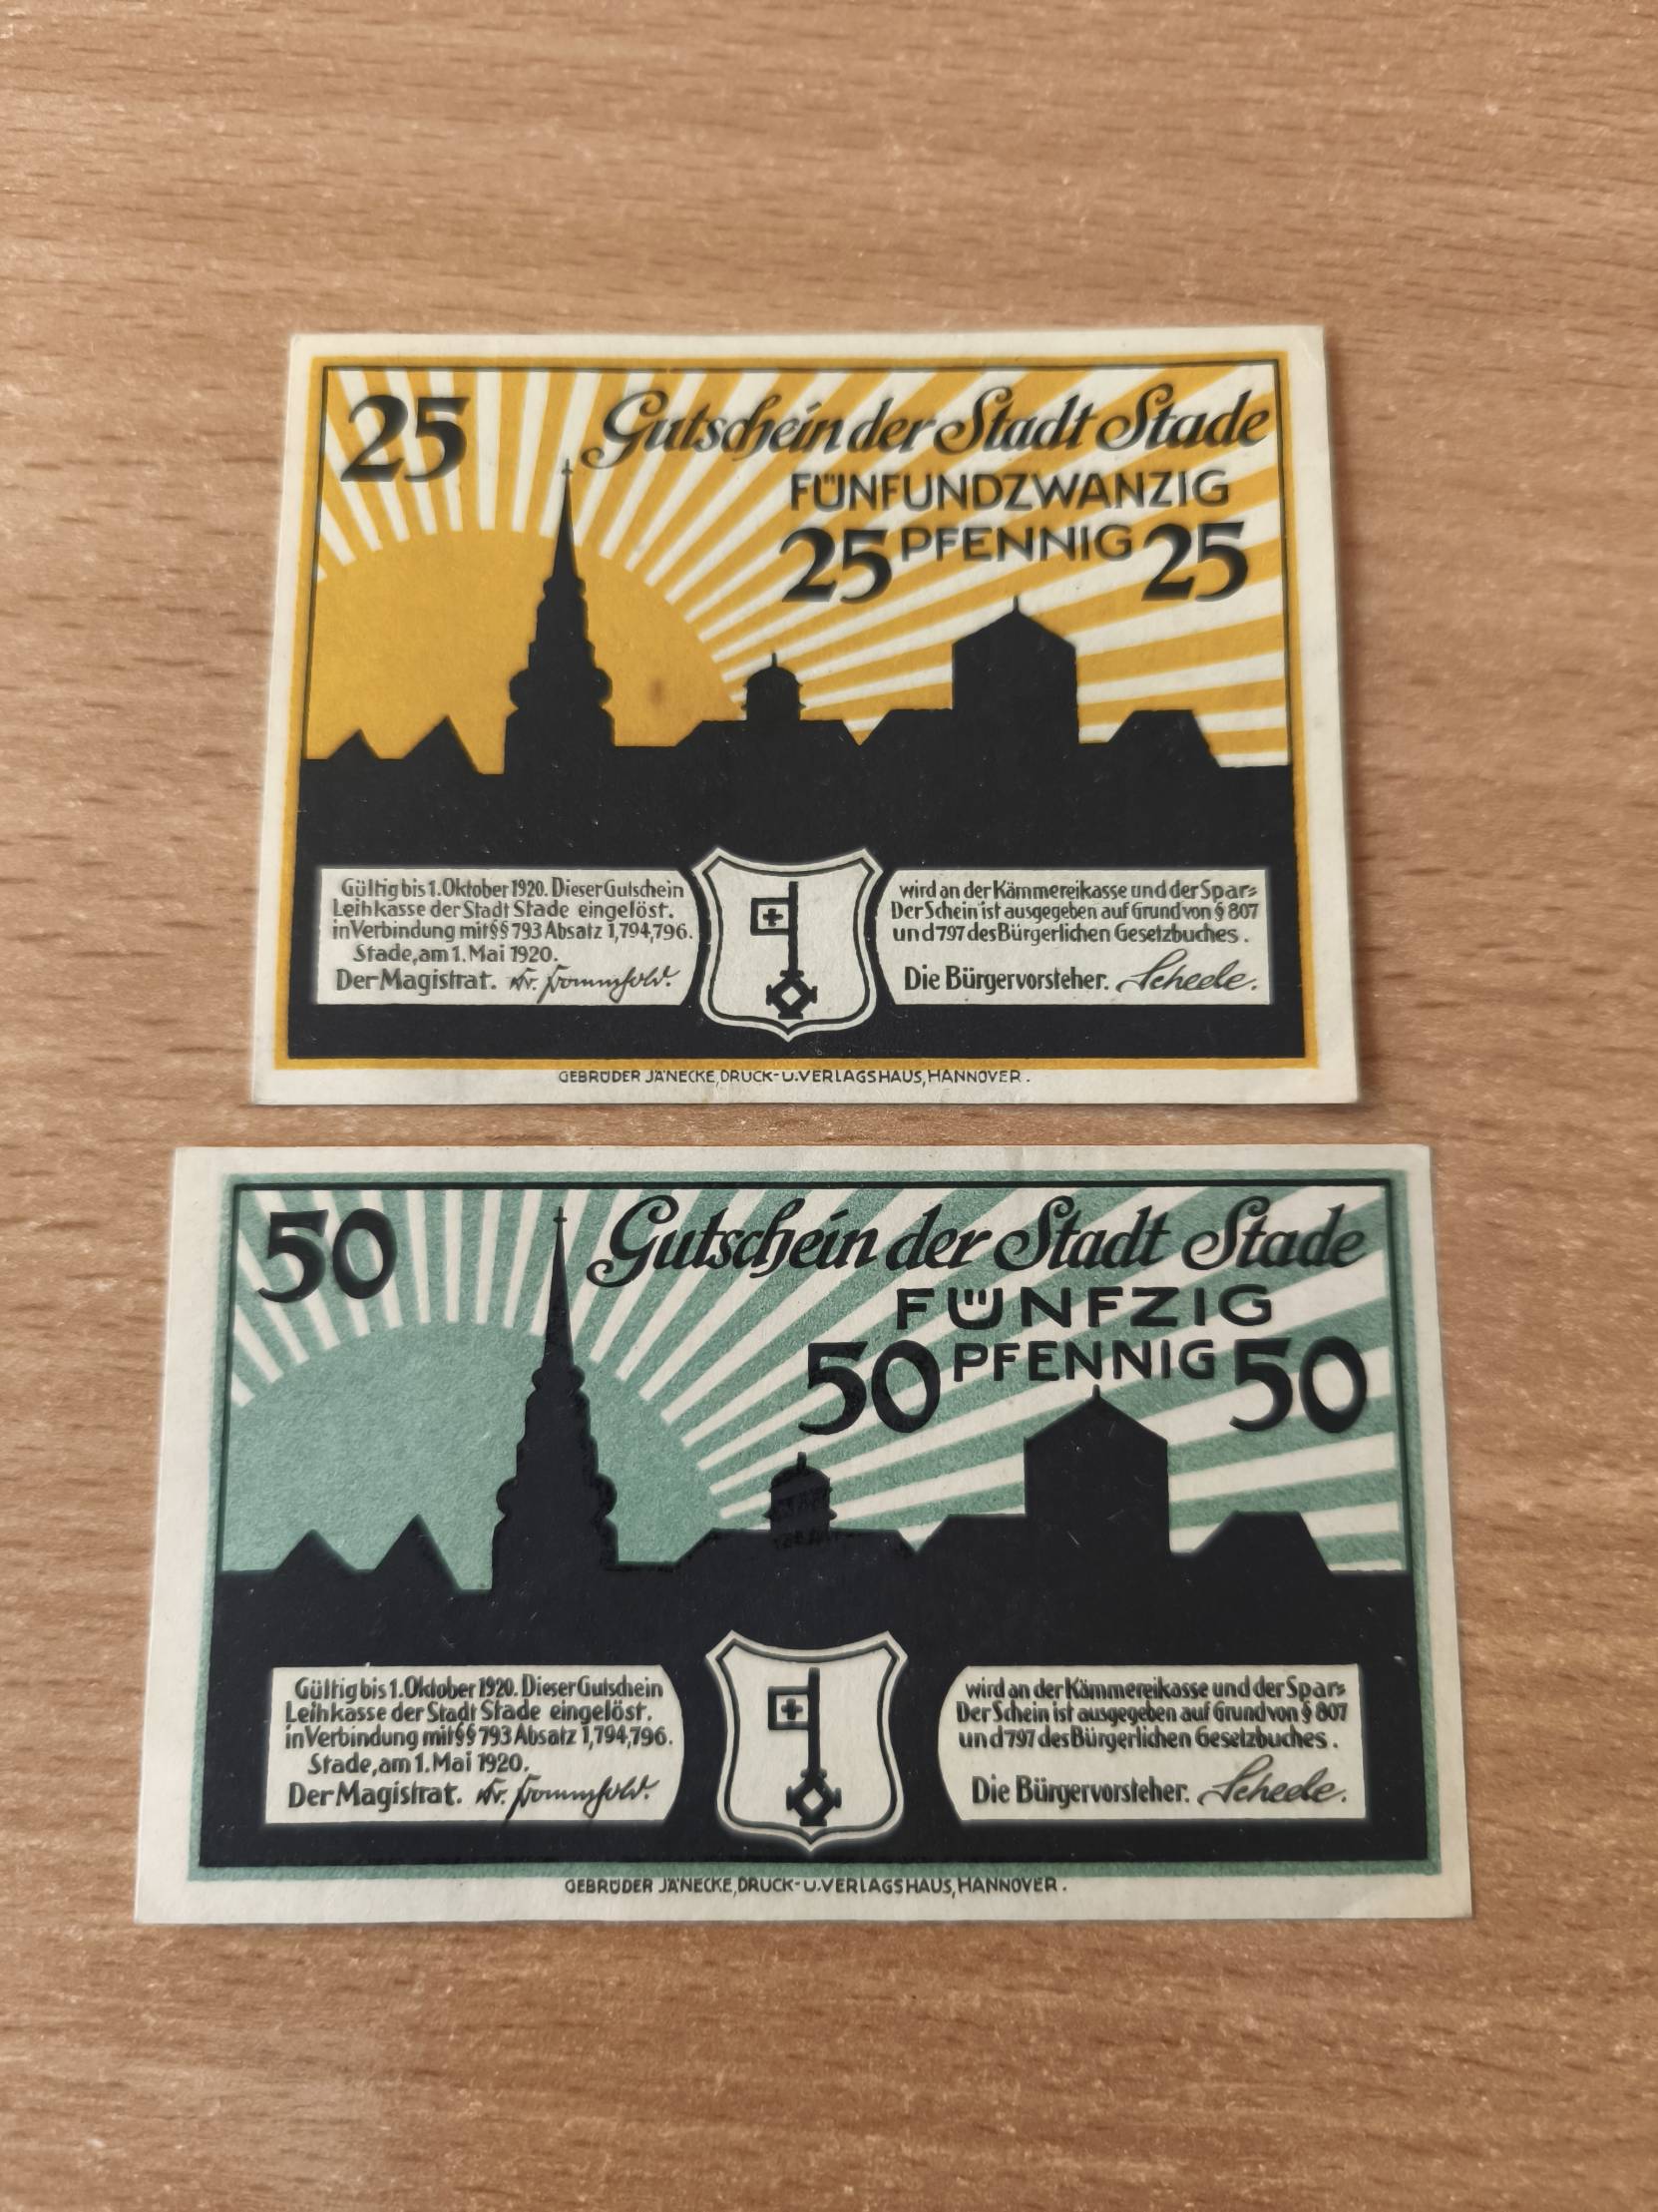 25
Gutschein der Stadt Stade
FÜNFUNDZWANZIG
25 PFENNIG 25
Gültig bis 1. Oktober 1920. Dieser Gutschein
Leihkasse der Stadt Stade eingelöst.
in Verbindung mit §§ 793 Absatz 1, 794, 796.
Stade, am 1. Mai 1920.
Der Magistrat. Dr.
wird an der Kämmereikasse und der Spar=
Der Schein ist ausgegeben auf Grund von § 807
und 797 des Bürgerlichen Gesetzbuches.
Die Bürgervorsteher. Scheele.
GEBRÜDER JÄNECKE, DRUCK- U. VERLAGSHAUS, HANNOVER.
50
Gutschein der Stadt Stade
FÜNFZIG
50 PFENNIG 50
Gültig bis 1. Oktober 1920. Dieser Gutschein
Leihkasse der Stadt Stade eingelöst.
in Verbindung mit §§ 793 Absatz 1, 794, 796.
Stade, am 1. Mai 1920.
Der Magistrat. Dr.
wird an der Kämmereikasse und der Spar=
Der Schein ist ausgegeben auf Grund von § 807
und 797 des Bürgerlichen Gesetzbuches.
Die Bürgervorsteher. Scheele.
GEBRÜDER JÄNECKE, DRUCK- U. VERLAGSHAUS, HANNOVER.